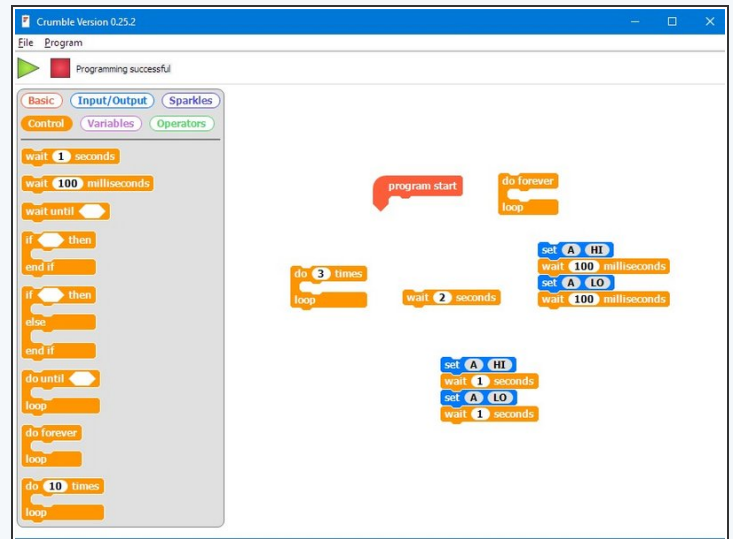 Crumble Version 0.25.2
File Program
Programming successful
Basic Input/Output Sparkles
Control Variables Operators
wait 1 seconds
wait 100 milliseconds
wait until
if then
end if
if then
else
end if
do until
loop
do forever
loop
do 10 times
loop
program start
do forever
loop
set A HI
wait 100 milliseconds
set A LO
wait 100 milliseconds
do 3 times
loop
wait 2 seconds
set A HI
wait 1 seconds
set A LO
wait 1 seconds